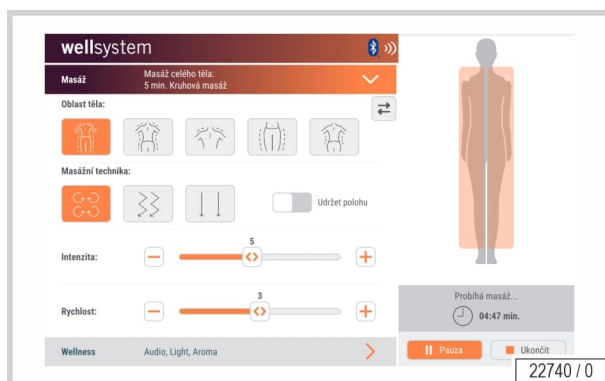 wellsystem
Masáž
Masáž celého těla:
5 min. Kruhová masáž
Oblast těla:
Masážní technika:
Udržet polohu
Intenzita:
5
Rychlost:
3
Wellness
Audio, Light, Aroma
Probíhá masáž...
04:47 min.
Pauza
Ukončit
22740 / 0